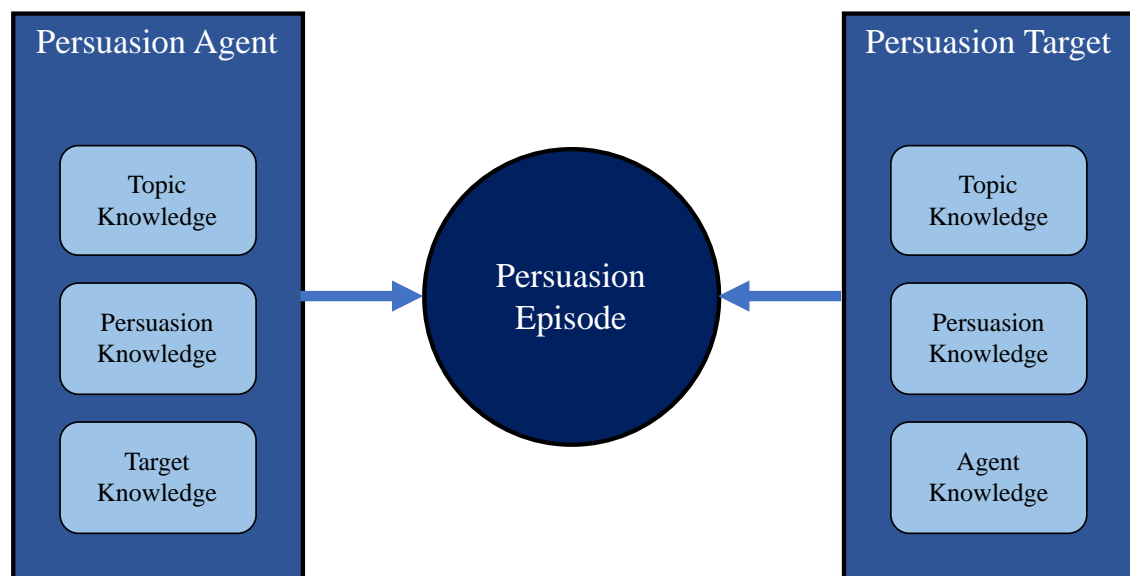 Persuasion Agent
Topic
Knowledge
Persuasion
Knowledge
Target
Knowledge
Persuasion
Episode
Persuasion Target
Topic
Knowledge
Persuasion
Knowledge
Agent
Knowledge